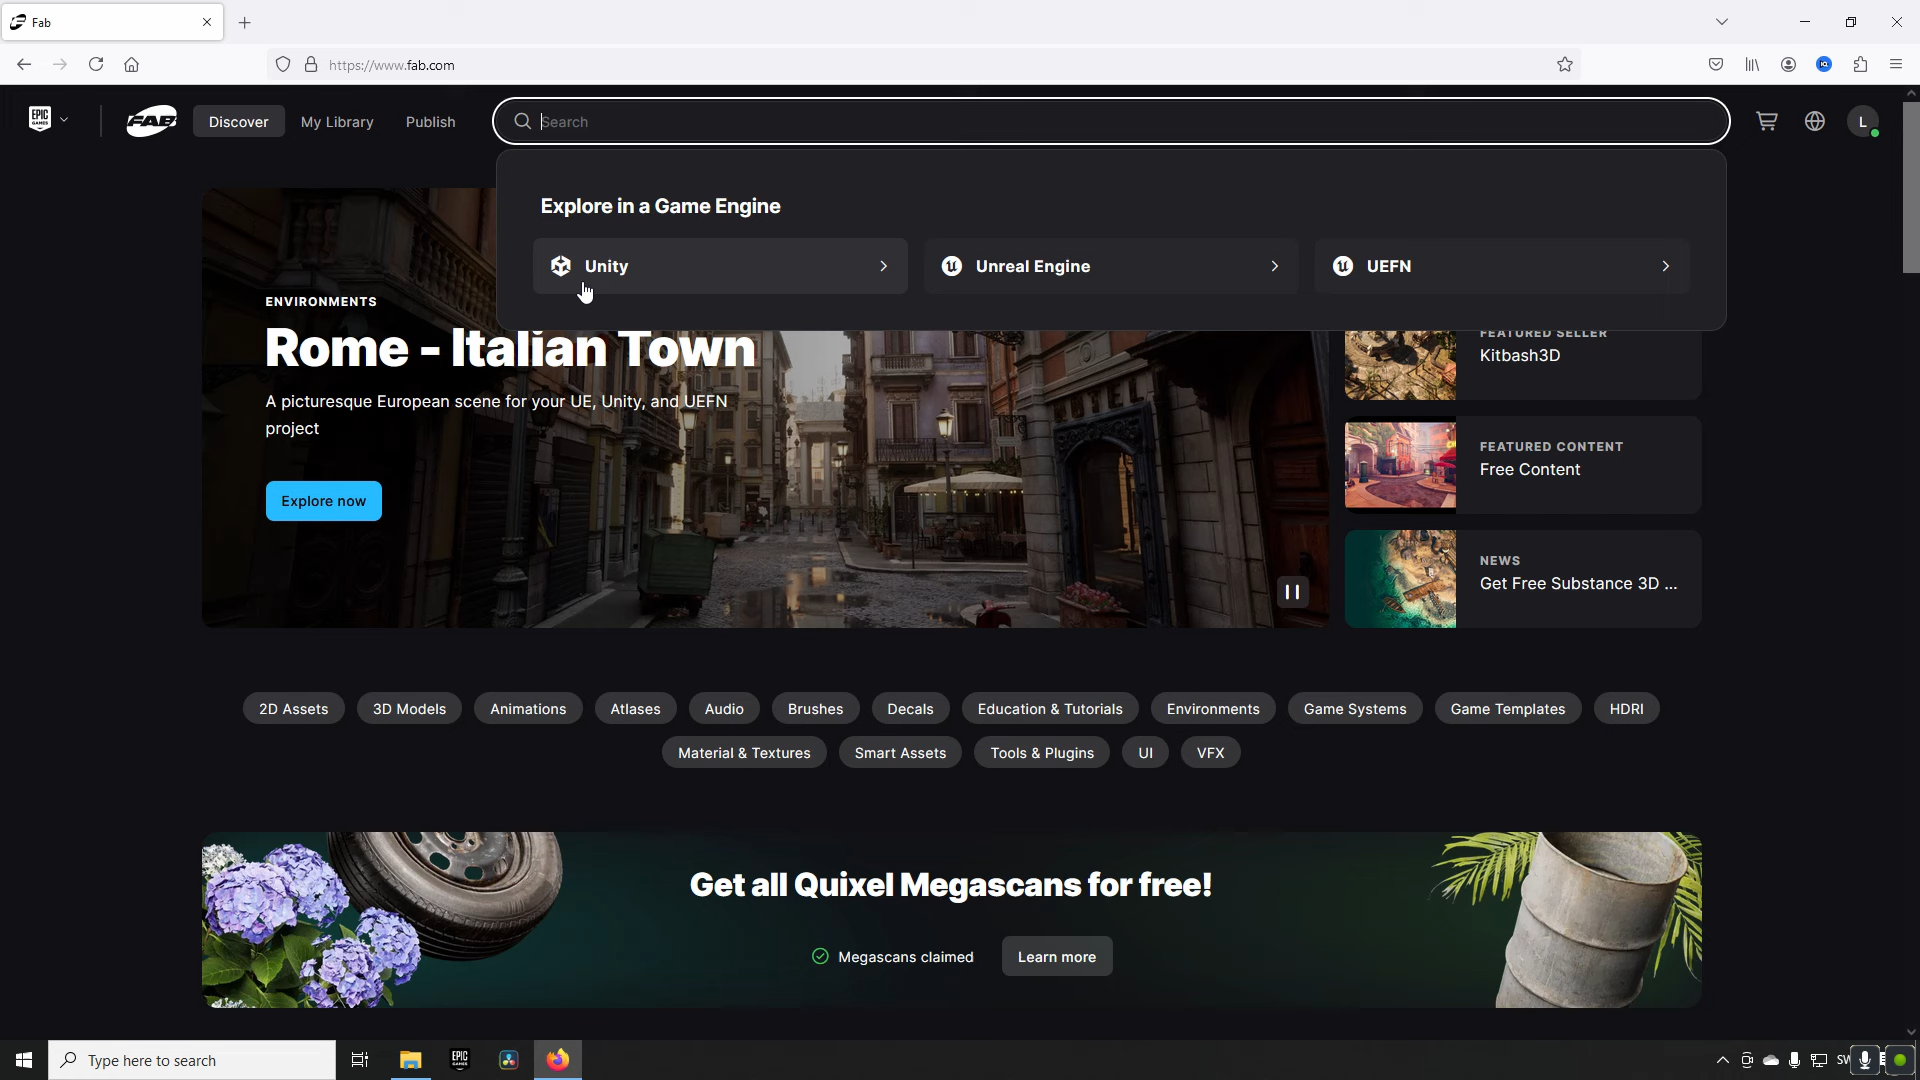 Fab
https://www.fab.com
EPIC GAMES
FAB
Discover
My Library
Publish
Search
L
Explore in a Game Engine
Unity
Unreal Engine
UEFN
ENVIRONMENTS
Rome - Italian Town
A picturesque European scene for your UE, Unity, and UEFN
project
Explore now
FEATURED SELLER
Kitbash3D
FEATURED CONTENT
Free Content
NEWS
Get Free Substance 3D ...
2D Assets
3D Models
Animations
Atlases
Audio
Brushes
Decals
Education & Tutorials
Environments
Game Systems
Game Templates
HDRI
Material & Textures
Smart Assets
Tools & Plugins
UI
VFX
Get all Quixel Megascans for free!
Megascans claimed
Learn more
Type here to search
EPIC